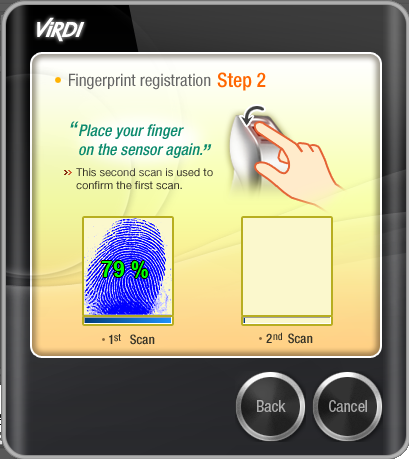 ViRDI
• Fingerprint registration Step 2
“Place your finger
on the sensor again.”
» This second scan is used to
confirm the first scan.
79 %
• 1st Scan
• 2nd Scan
Back
Cancel